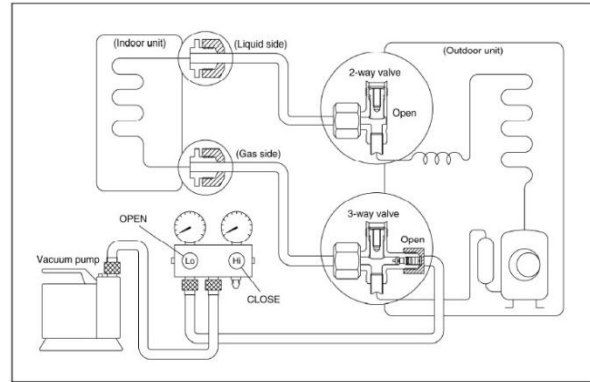 (Indoor unit)
(Liquid side)
(Outdoor unit)
2-way valve
Open
(Gas side)
3-way valve
Open
OPEN
Vacuum pump
Lo
Hi
CLOSE